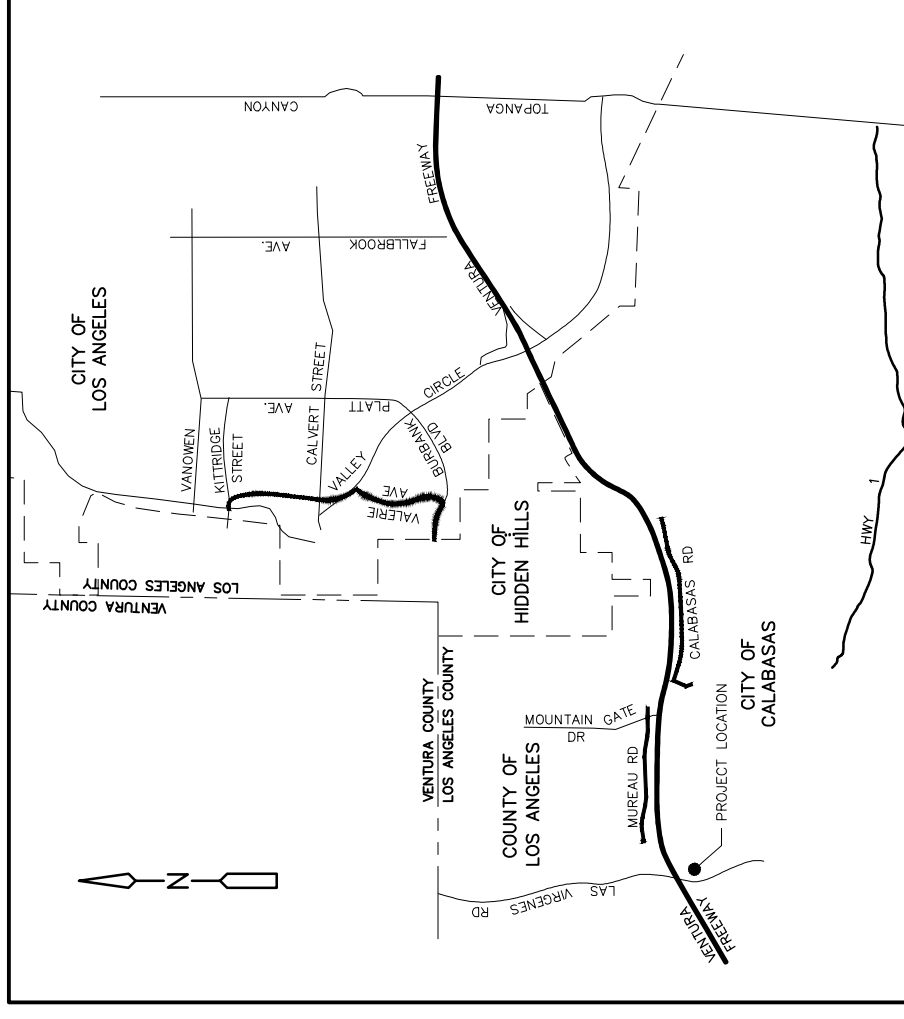 CANYON
TOPANGA
FREEWAY
AVE.
FALLBROOK
VENTURA
CITY OF
LOS ANGELES
STREET
CIRCLE
AVE.
PLATT
CALVERT
BURBANK
BLVD
VANOWEN
KITTRIDGE
STREET
VALLEY
AVE
VALERIE
CITY OF
HIDDEN HILLS
LOS ANGELES COUNTY
VENTURA COUNTY
HWY 1
CALABASAS RD
VENTURA COUNTY
LOS ANGELES COUNTY
CITY OF
CALABASAS
MOUNTAIN GATE
DR
COUNTY OF
LOS ANGELES
MUREAU RD
PROJECT LOCATION
N
LAS VIRGENES RD
VENTURA
FREEWAY